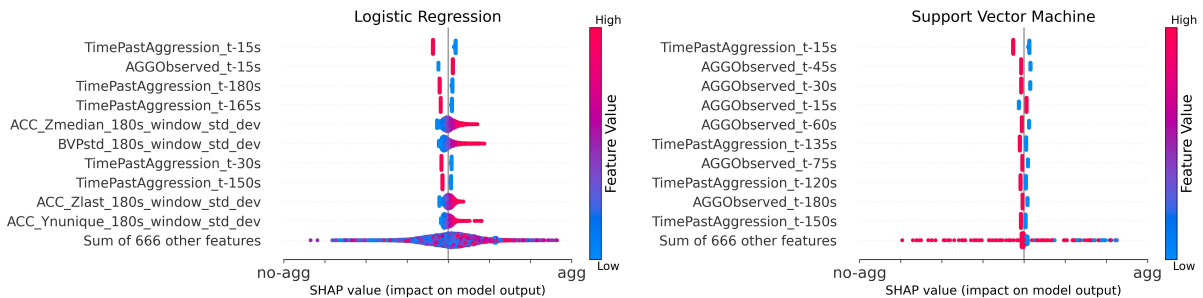 Logistic Regression
High
TimePastAggression_t-15s
AGGObserved_t-15s
TimePastAggression_t-180s
TimePastAggression_t-165s
ACC_Zmedian_180s_window_std_dev
BVPstd_180s_window_std_dev
TimePastAggression_t-30s
TimePastAggression_t-150s
ACC_Zlast_180s_window_std_dev
ACC_Ynunique_180s_window_std_dev
Sum of 666 other features
Feature Value
Low
no-agg
agg
SHAP value (impact on model output)
Support Vector Machine
High
TimePastAggression_t-15s
AGGObserved_t-45s
AGGObserved_t-30s
AGGObserved_t-15s
AGGObserved_t-60s
TimePastAggression_t-135s
AGGObserved_t-75s
TimePastAggression_t-120s
AGGObserved_t-180s
TimePastAggression_t-150s
Sum of 666 other features
Feature Value
Low
no-agg
agg
SHAP value (impact on model output)